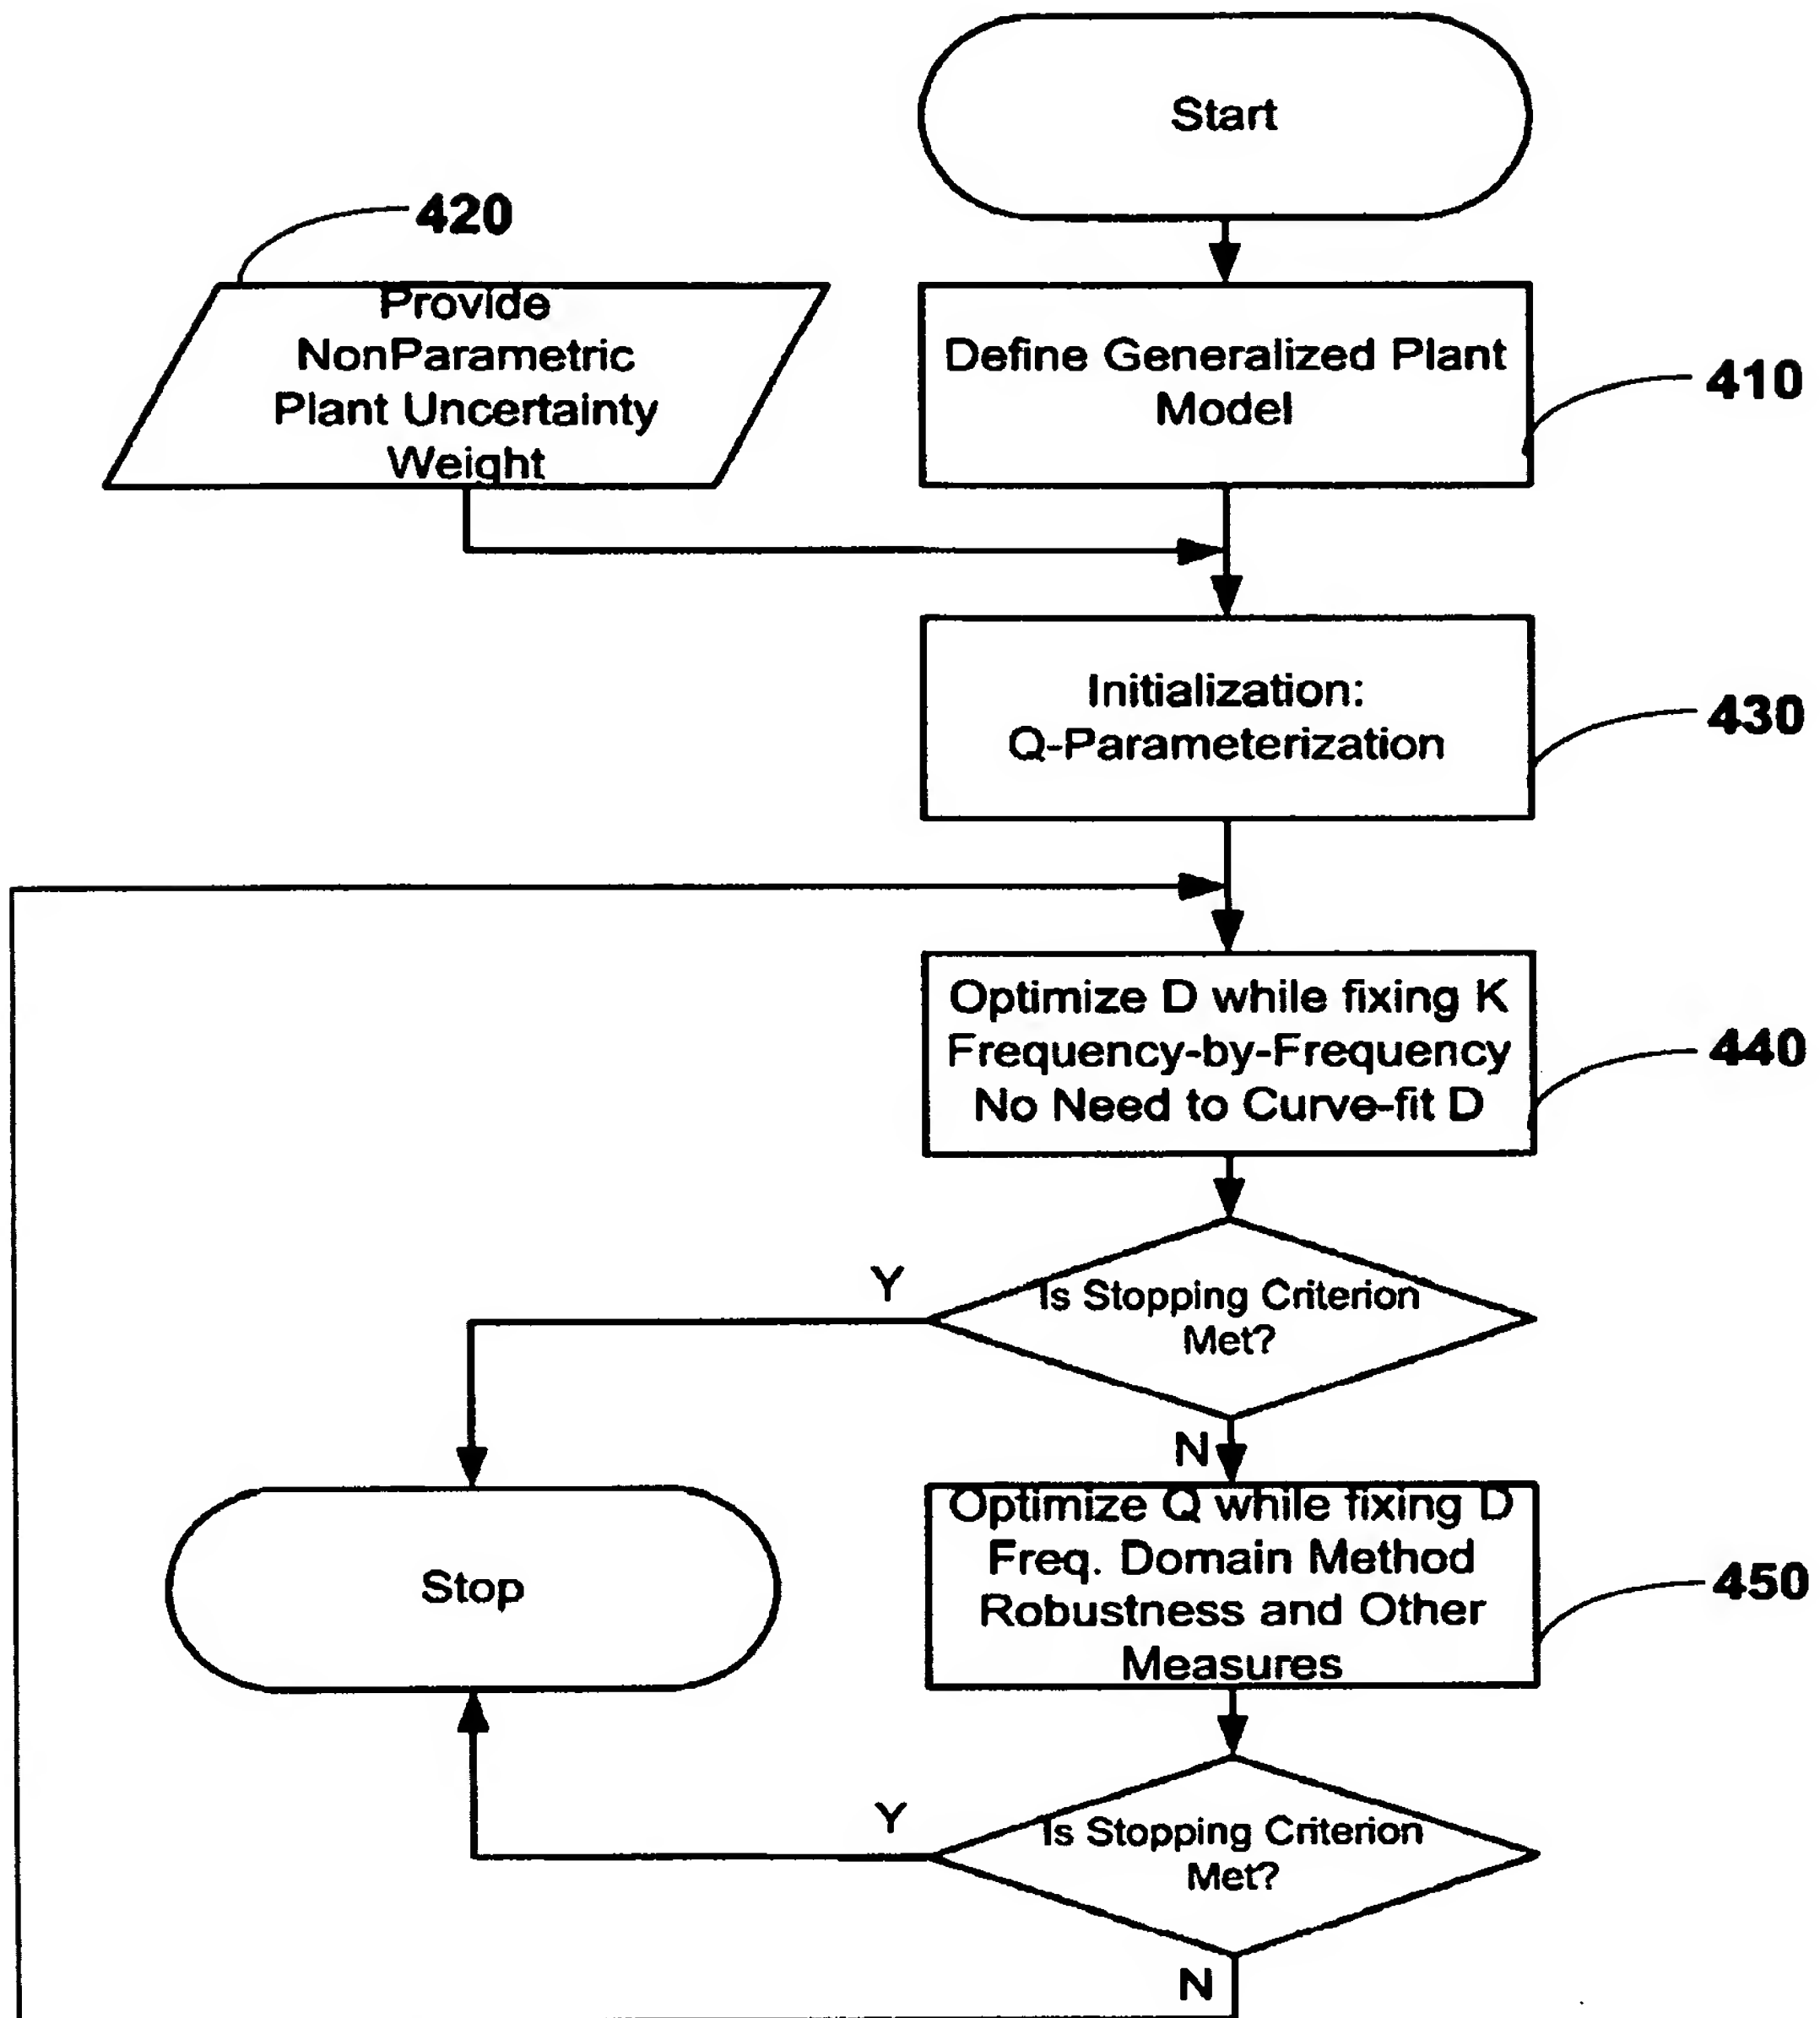 Start
420
Provide
NonParametric
Plant Uncertainty
Weight
Define Generalized Plant
Model
410
Initialization:
Q-Parameterization
430
Optimize D while fixing K
Frequency-by-Frequency
No Need to Curve-fit D
440
Y
Is Stopping Criterion
Met?
N
Stop
Optimize Q while fixing D
Freq. Domain Method
Robustness and Other
Measures
450
Y
Is Stopping Criterion
Met?
N